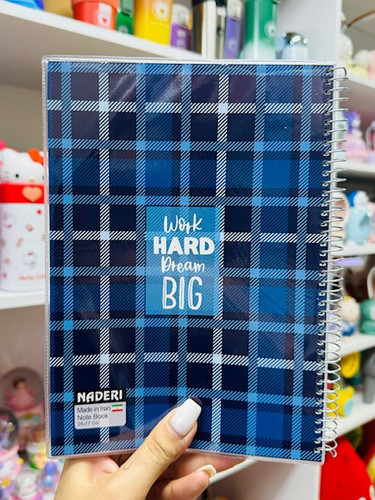 Work
HARD
Dream
BIG
NADERI
Made in Iran
Note Book